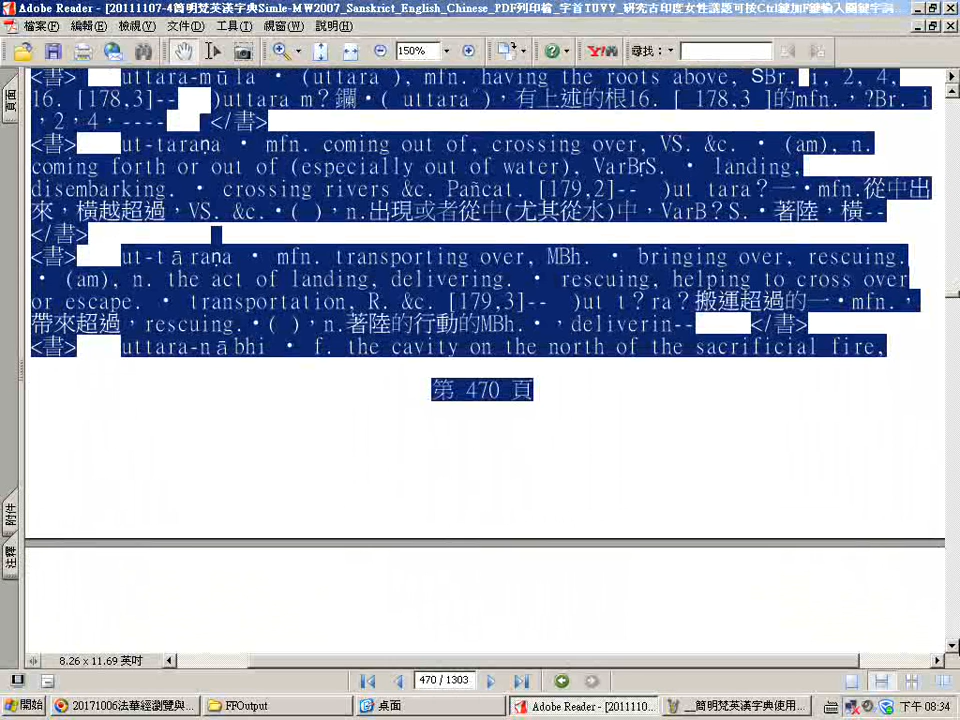 Adobe Reader - [20111107-4簡明梵英漢字典Simle-MW2007_Sanskrict_English_Chinese_PDF列印檔_字首TUVY_研究古印度女性議題可按Ctrl鍵加F鍵輸入關鍵字詞...
檔案(F) 編輯(E) 檢視(V) 文件(D) 工具(T) 視窗(W) 說明(H)
150% Y! 尋找:
頁面
<書> uttara-mūla ‧ (uttara ), mfn. having the roots above, SBr. i, 2, 4,
16. [178,3]-- )uttara m?鑭‧( uttara ),有上述的根16. [ 178,3 ]的mfn.,?Br. i
,2,4,---- </書>
<書> ut-taraṇa ‧ mfn. coming out of, crossing over, VS. &c. ‧ (am), n.
coming forth or out of (especially out of water), VarBṛS. ‧ landing,
disembarking. ‧ crossing rivers &c. Pañcat. [179,2]-- )ut tara?一‧mfn.從中出
來,橫越超過,VS. &c.‧( ),n.出現或者從中(尤其從水)中,VarB?S.‧著陸,橫--
</書>
<書> ut-tāraṇa ‧ mfn. transporting over, MBh. ‧ bringing over, rescuing.
‧ (am), n. the act of landing, delivering. ‧ rescuing, helping to cross over
or escape. ‧ transportation, R. &c. [179,3]-- )ut t?ra?搬運超過的一‧mfn.,
帶來超過,rescuing.‧( ),n.著陸的行動的MBh.‧,deliverin-- </書>
<書> uttara-nābhi ‧ f. the cavity on the north of the sacrificial fire,
第 470 頁
附件
注釋
8.26 x 11.69 英吋
470 / 1303
開始 20171006法華經瀏覽與... FFOutput 桌面 Adobe Reader - [201110... __簡明梵英漢字典使用... 下午 08:34